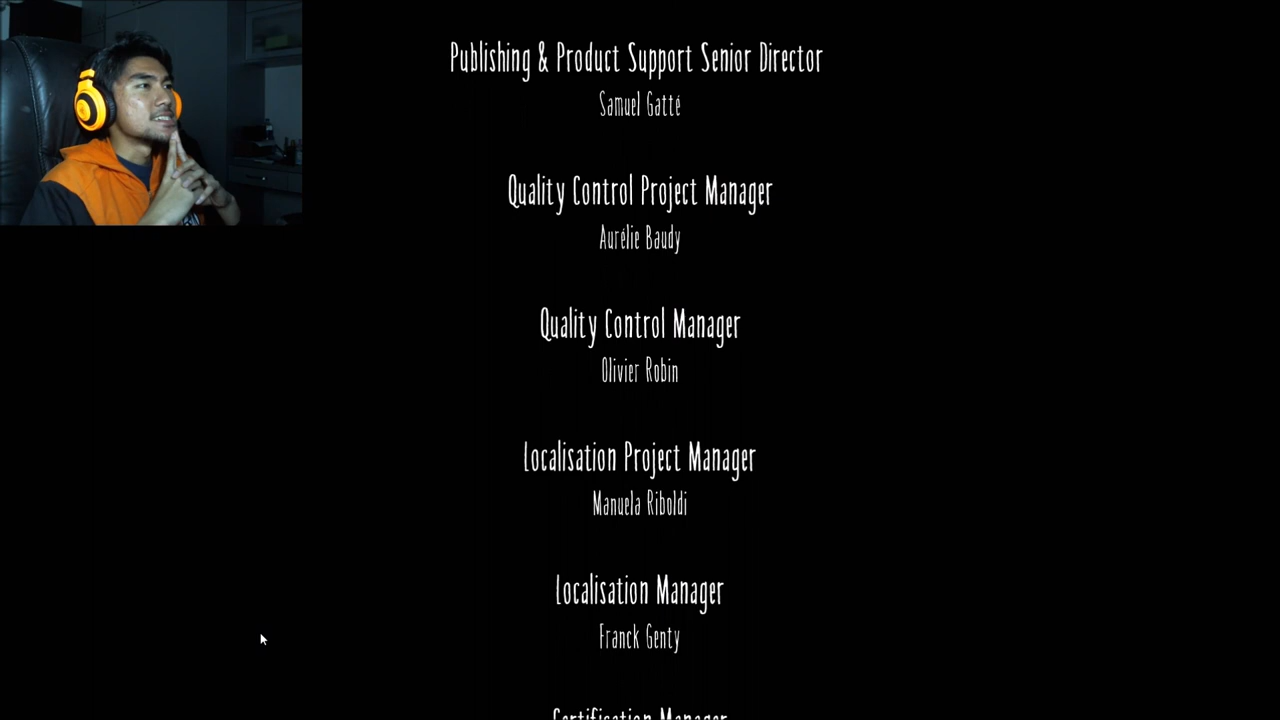 Publishing & Product Support Senior Director
Samuel Gatté
Quality Control Project Manager
Aurélie Baudy
Quality Control Manager
Olivier Robin
Localisation Project Manager
Manuela Riboldi
Localisation Manager
Franck Genty
Certification Manager